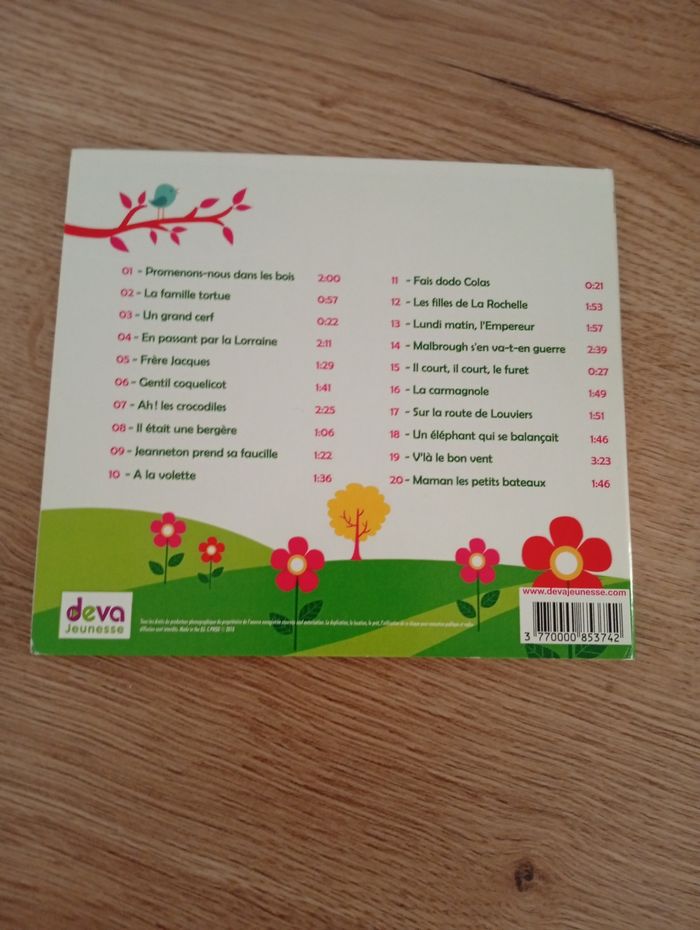 01 - Promenons-nous dans les bois 2:00
02 - La famille tortue 0:57
03 - Un grand cerf 0:22
04 - En passant par la Lorraine 2:11
05 - Frère Jacques 1:29
06 - Gentil coquelicot 1:41
07 - Ah! les crocodiles 2:25
08 - Il était une bergère 1:06
09 - Jeanneton prend sa faucille 1:22
10 - A la volette 1:36
11 - Fais dodo Colas 0:21
12 - Les filles de La Rochelle 1:53
13 - Lundi matin, l'Empereur 1:57
14 - Malbrough s'en va-t-en guerre 2:39
15 - Il court, il court, le furet 0:27
16 - La carmagnole 1:49
17 - Sur la route de Louviers 1:51
18 - Un éléphant qui se balançait 1:46
19 - V'là le bon vent 3:23
20 - Maman les petits bateaux 1:46
deva
Jeunesse
www.devajeunesse.com
3 770000 853742